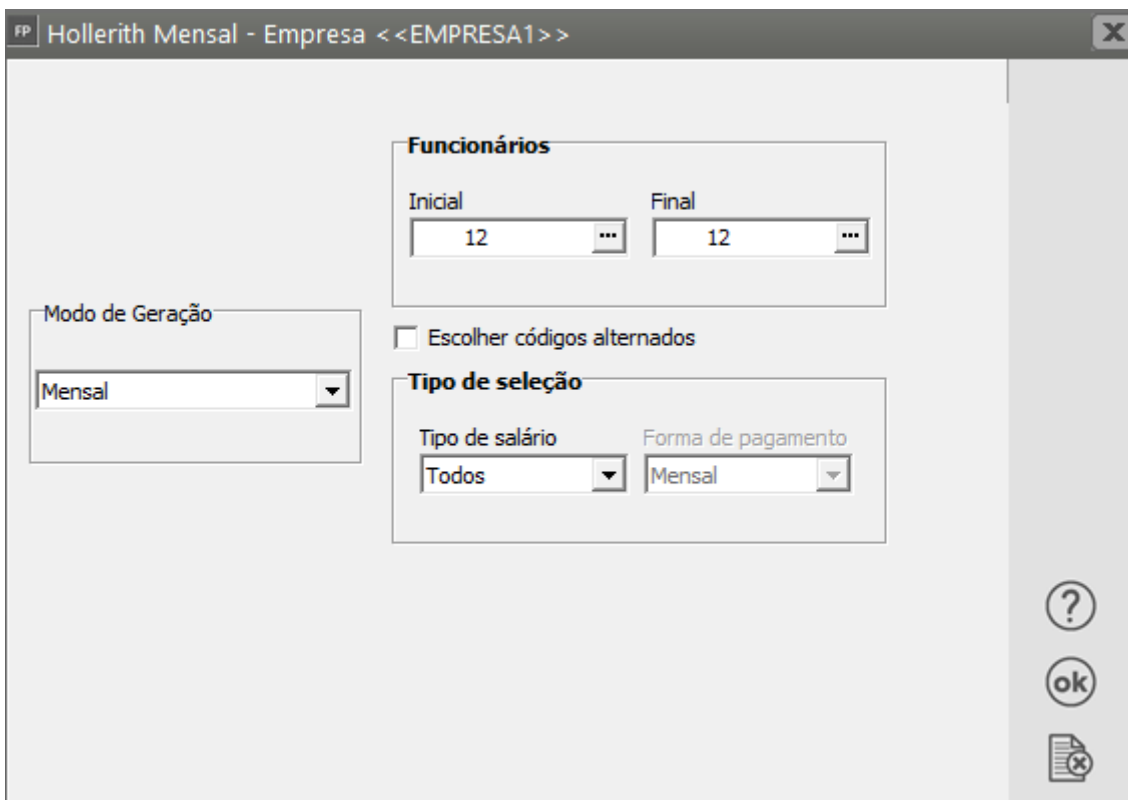 FP Hollerith Mensal - Empresa <<EMPRESA1>>
Funcionários
Inicial Final
12 ... 12 ...
Modo de Geração
Escolher códigos alternados
Mensal
Tipo de seleção
Tipo de salário Forma de pagamento
Todos Mensal
?
ok